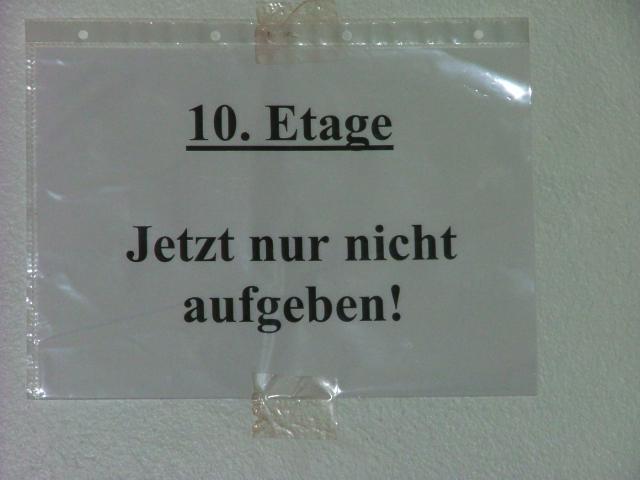 10. Etage
Jetzt nur nicht
aufgeben!